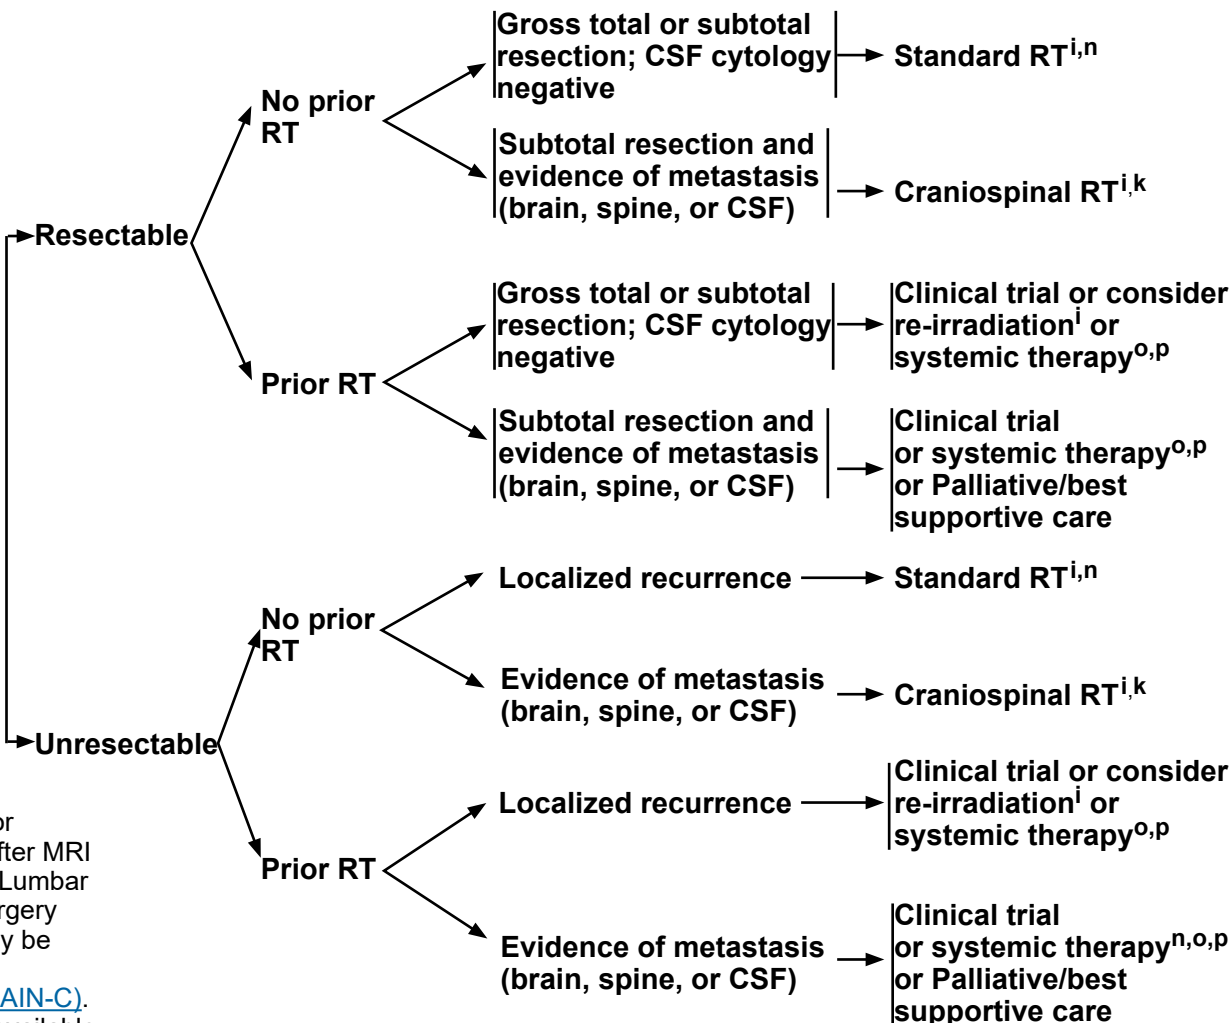 Gross total or subtotal
resection; CSF cytology
negative
Standard RTi,n
No prior
RT
Subtotal resection and
evidence of metastasis
(brain, spine, or CSF)
Craniospinal RTi,k
Resectable
Gross total or subtotal
resection; CSF cytology
negative
Clinical trial or consider
re-irradiationi or
systemic therapyo,p
Prior RT
Subtotal resection and
evidence of metastasis
(brain, spine, or CSF)
Clinical trial
or systemic therapyo,p
or Palliative/best
supportive care
Localized recurrence
Standard RTi,n
No prior
RT
Evidence of metastasis
(brain, spine, or CSF)
Craniospinal RTi,k
Unresectable
Localized recurrence
Clinical trial or consider
re-irradiationi or
systemic therapyo,p
Prior RT
Evidence of metastasis
(brain, spine, or CSF)
Clinical trial
or systemic therapyn,o,p
or Palliative/best
supportive care
or
fter MRI
Lumbar
rgery
y be
AIN-C).